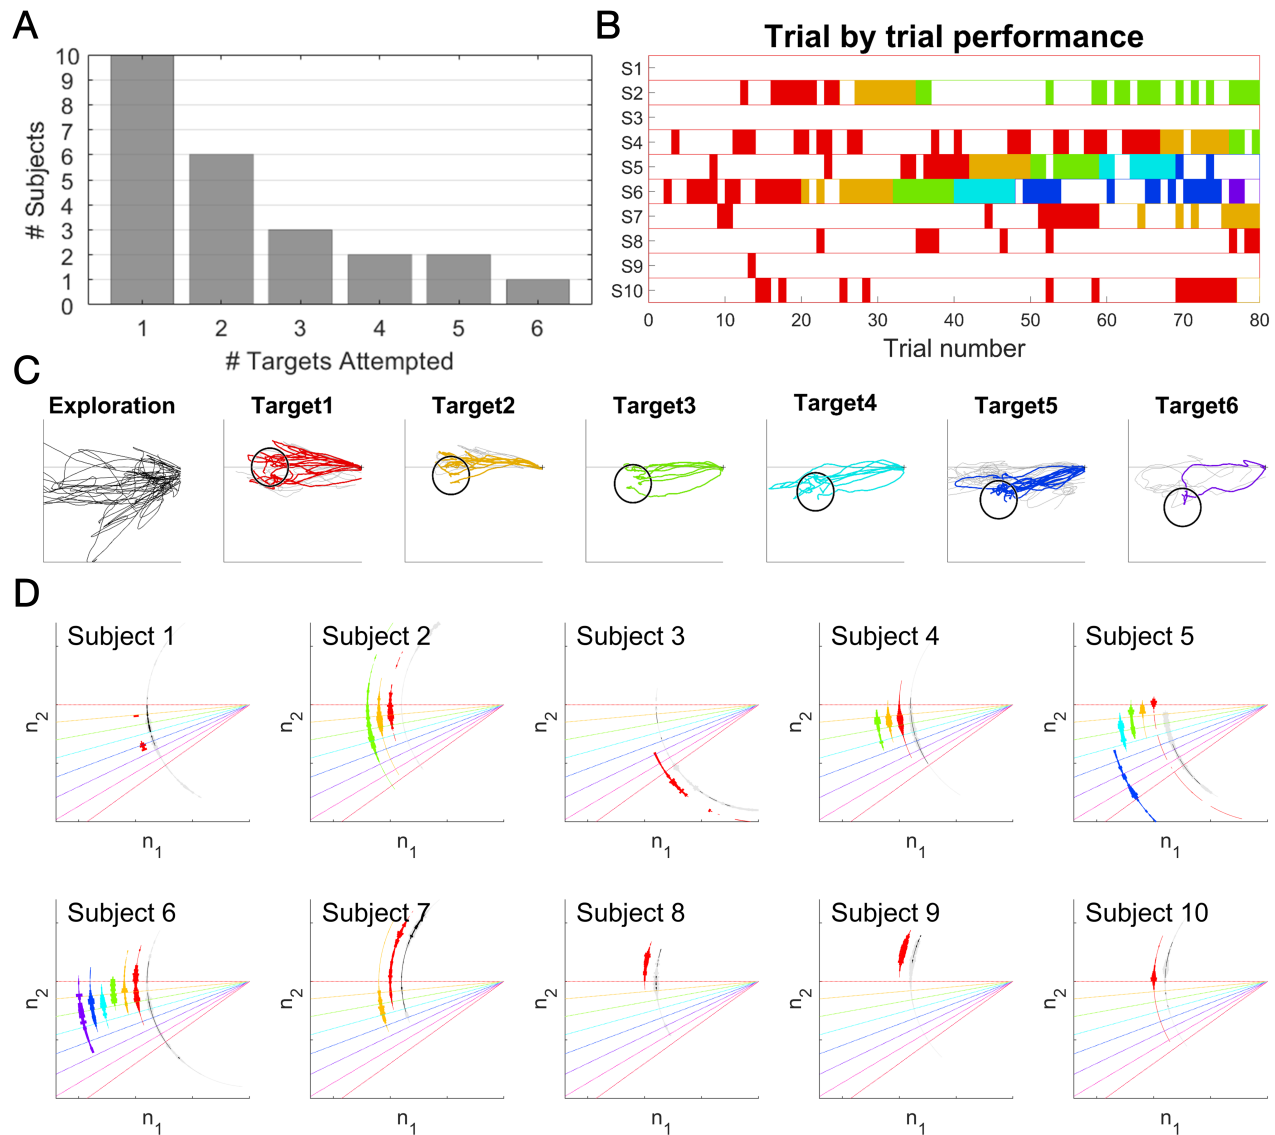 A
10
9
8
7
6
5
4
3
2
1
0
# Subjects
1 2 3 4 5 6
# Targets Attempted
B
Trial by trial performance
S1
S2
S3
S4
S5
S6
S7
S8
S9
S10
0 10 20 30 40 50 60 70 80
Trial number
C
Exploration Target1 Target2 Target3 Target4 Target5 Target6
D
Subject 1 Subject 2 Subject 3 Subject 4 Subject 5
n2 n2 n2 n2 n2
n1 n1 n1 n1 n1
Subject 6 Subject 7 Subject 8 Subject 9 Subject 10
n2 n2 n2 n2 n2
n1 n1 n1 n1 n1